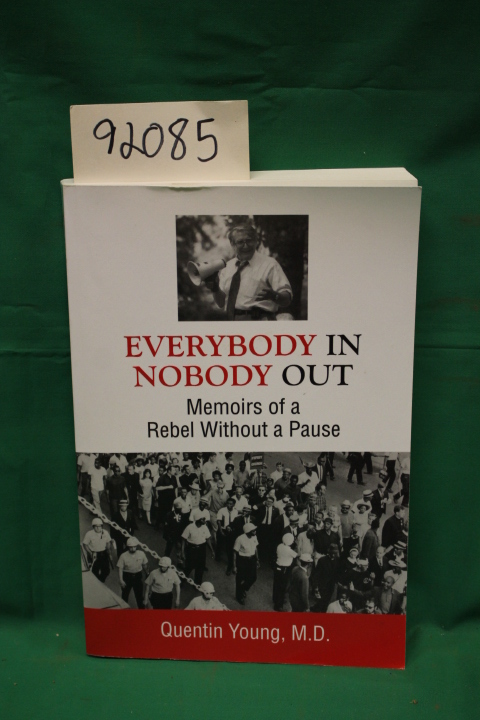 92085
EVERYBODY IN
NOBODY OUT
Memoirs of a
Rebel Without a Pause
Quentin Young, M.D.